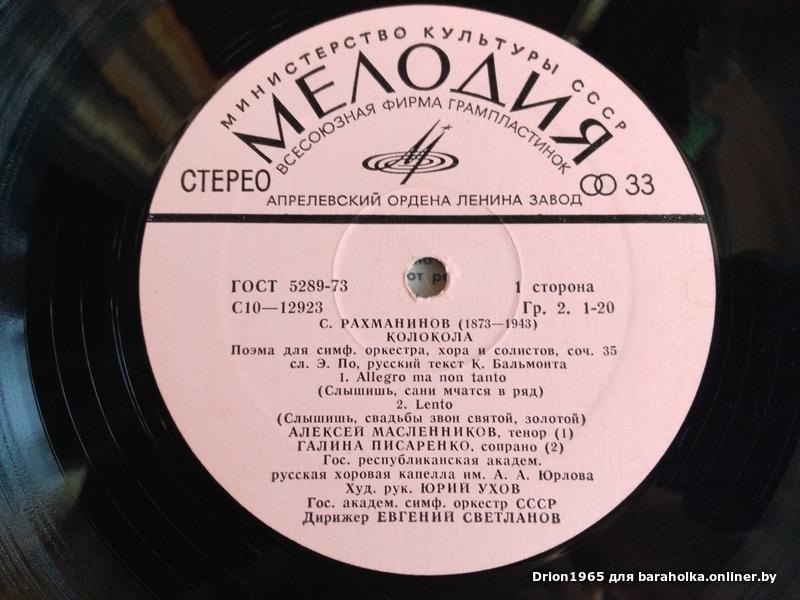 МИНИСТЕРСТВО КУЛЬТУРЫ СССР
МЕЛОДИЯ
ВСЕСОЮЗНАЯ ФИРМА ГРАМПЛАСТИНОК
СТЕРЕО
33
АПРЕЛЕВСКИЙ ОРДЕНА ЛЕНИНА ЗАВОД
ГОСТ 5289-73 1 сторона
С10—12923 Гр. 2. 1-20
С. РАХМАНИНОВ (1873—1943)
КОЛОКОЛА
Поэма для симф. оркестра, хора и солистов, соч. 35
сл. Э. По, русский текст К. Бальмонта
1. Allegro ma non tanto
(Слышишь, сани мчатся в ряд)
2. Lento
(Слышишь, свадьбы звон святой, золотой)
АЛЕКСЕЙ МАСЛЕННИКОВ, тенор (1)
ГАЛИНА ПИСАРЕНКО, сопрано (2)
Гос. республиканская академ.
русская хоровая капелла им. А. А. Юрлова
Худ. рук. ЮРИЙ УХОВ
Гос. академ. симф. оркестр СССР
Дирижер ЕВГЕНИЙ СВЕТЛАНОВ
Drion1965 для baraholka.onliner.by